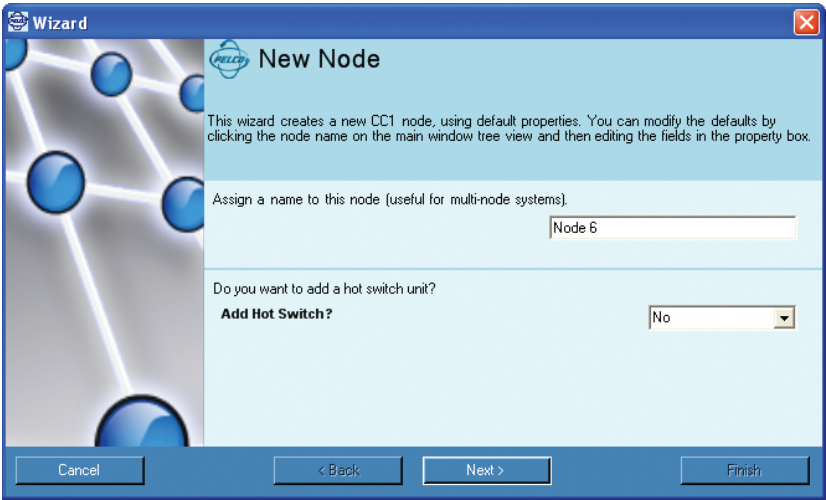 Wizard
PELCO
New Node
This wizard creates a new CC1 node, using default properties. You can modify the defaults by
clicking the node name on the main window tree view and then editing the fields in the property box.
Assign a name to this node (useful for multi-node systems).
Node 6
Do you want to add a hot switch unit?
Add Hot Switch?
No
Cancel
< Back
Next >
Finish